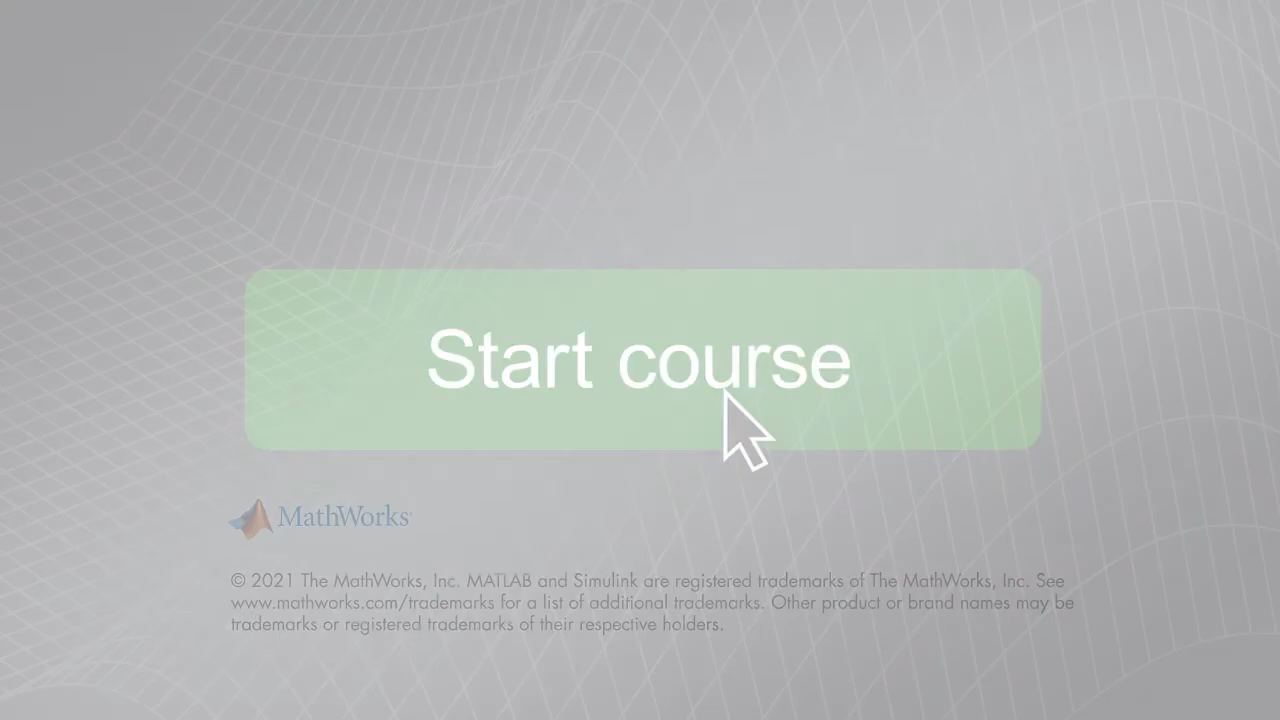 Start course
MathWorks®
© 2021 The MathWorks, Inc. MATLAB and Simulink are registered trademarks of The MathWorks, Inc. See
www.mathworks.com/trademarks for a list of additional trademarks. Other product or brand names may be
trademarks or registered trademarks of their respective holders.